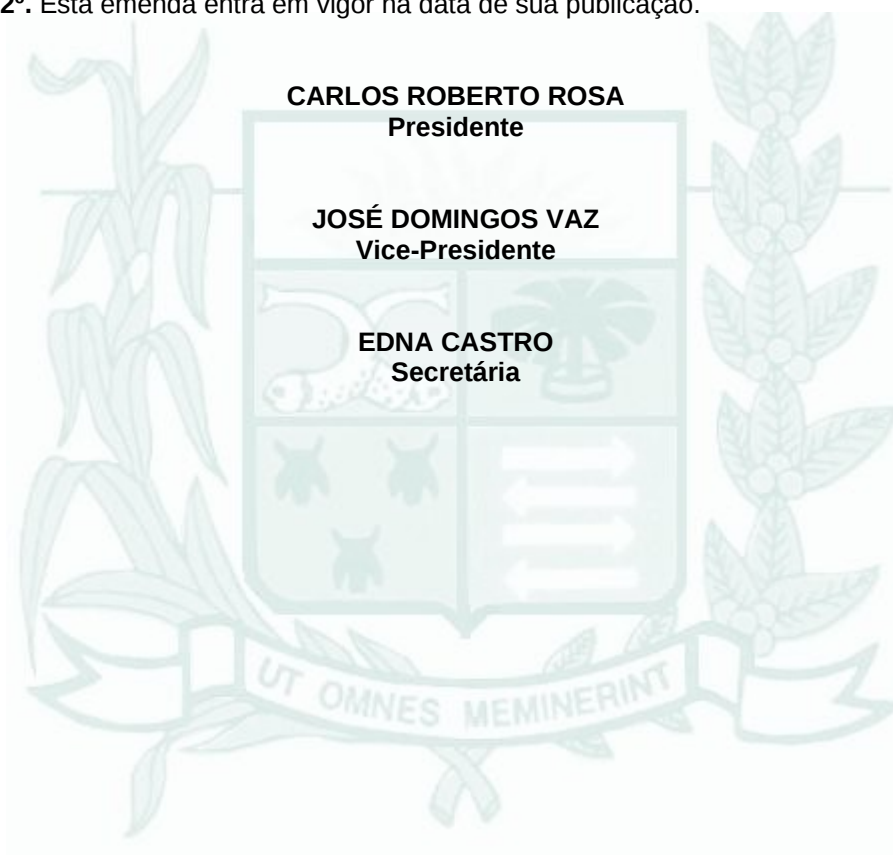 2º. Esta emenda entra em vigor na data de sua publicação.
CARLOS ROBERTO ROSA
Presidente
JOSÉ DOMINGOS VAZ
Vice-Presidente
EDNA CASTRO
Secretária
UT OMNES MEMINERINT